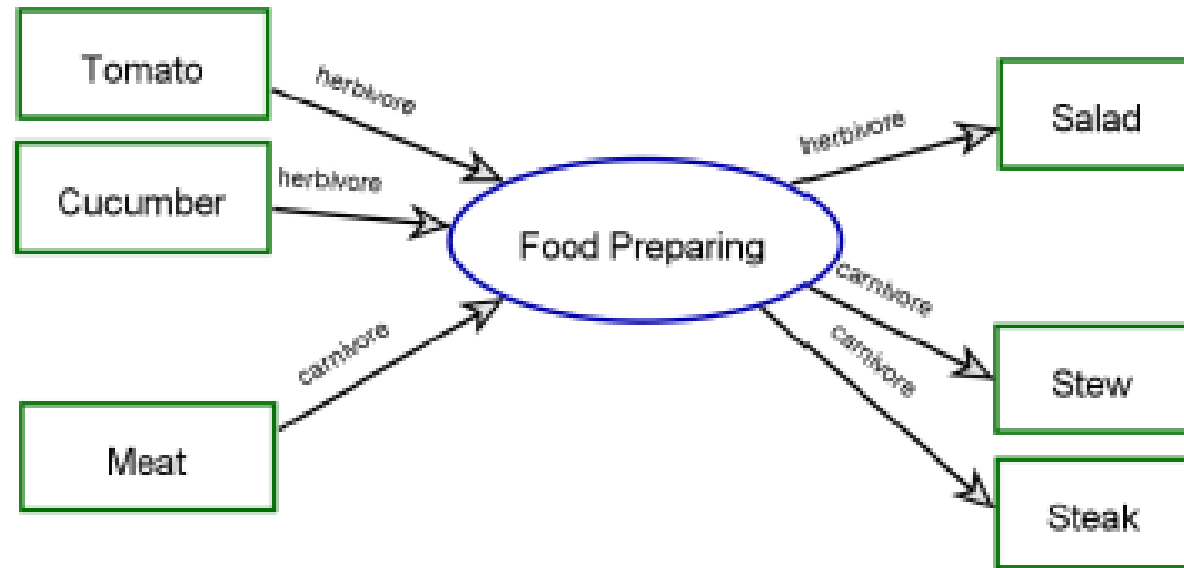 Tomato
herbivore
Cucumber
herbivore
Meat
carnivore
Food Preparing
herbivore
Salad
carnivore
Stew
carnivore
Steak